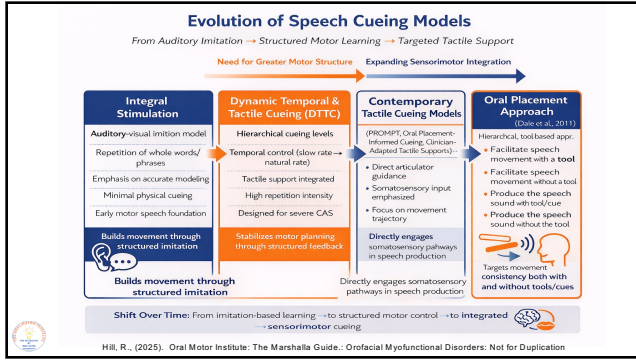 Evolution of Speech Cueing Models
From Auditory Imitation → Structured Motor Learning → Targeted Tactile Support
Need for Greater Motor Structure
Expanding Sensorimotor Integration
Integral
Stimulation
Auditory-visual imition model
Repetition of whole words/
phrases
Emphasis on accurate modeling
Minimal physical cueing
Early motor speech foundation
Builds movement through
structured imitation
Builds movement through
structured imitation
Dynamic Temporal &
Tactile Cueing (DTTC)
Hierarchical cueing levels
Temporal control (slow rate→
natural rate)
Tactile support integrated
High repetition intensity
Designed for severe CAS
Stabilizes motor planning
through structured feedback
Contemporary
Tactile Cueing Models
(PROMPT, Oral Placement-
Informed Cueing, Clinician-
Adapted Tactile Supports)--
• Direct articulator
guidance
• Somatosensory input
emphasized
• Focus on movement
trajectory
Directly engages
somatosensory pathways
in speech production
Directly engages somatosensory
pathways in speech production
Oral Placement
Approach
(Dale et al., 2011)
Hierarchcal, tool based appr.
• Facilitate speech
movement with a tool
• Facilitate speech
movement without a tool
• Produce the speech
sound with tool/cue
• Produce the speech
sound without the tool
Targets movement
consistency both with
and without tools/cues
Shift Over Time: From imitation-based learning →to structured motor control→to integrated
→sensorimotor cueing
Hill, R., (2025). Oral Motor Institute: The Marshalla Guide.: Orofacial Myofunctional Disorders: Not for Duplication